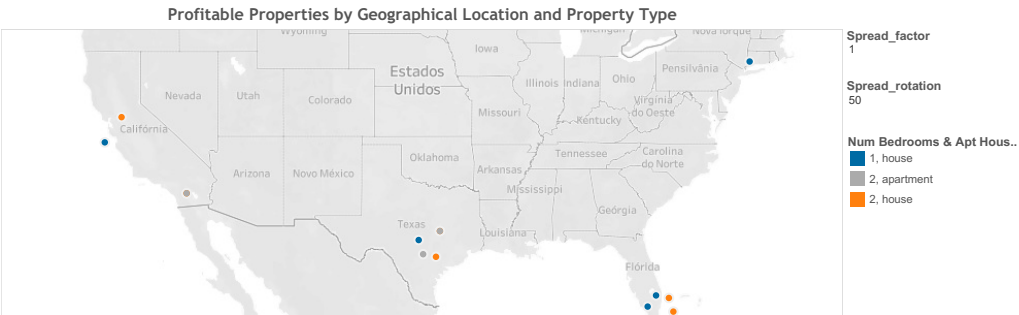 Profitable Properties by Geographical Location and Property Type
Wyoming
Michigan
Nova Iorque
Iowa
Estados
Unidos
Nevada
Utah
Colorado
Illinois
Indiana
Ohio
Pensilvânia
Missouri
Virgínia
do Oeste
Kentucky
Califórnia
Oklahoma
Tennessee
Carolina
do Norte
Arizona
Novo México
Arkansas
Mississippi
Geórgia
Texas
Louisiana
Flórida
Spread_factor
1
Spread_rotation
50
Num Bedrooms & Apt Hous..
1, house
2, apartment
2, house